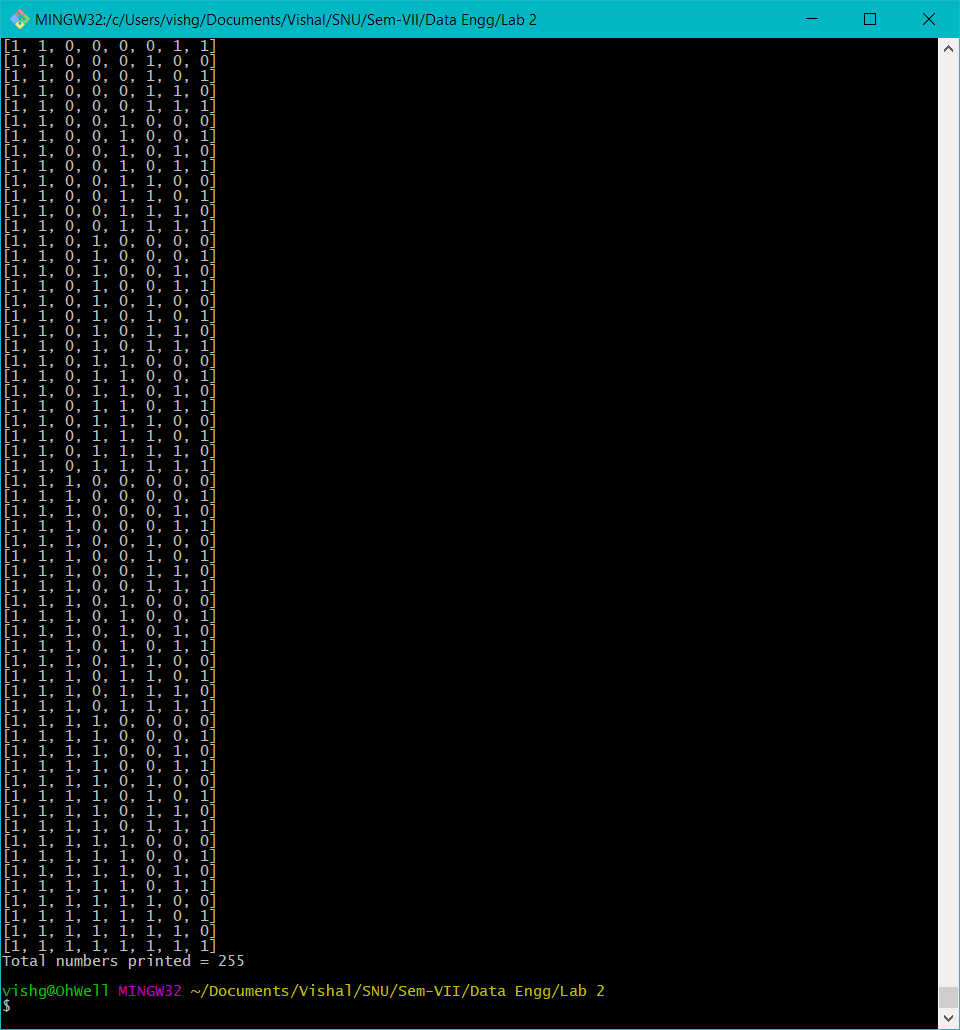 MINGW32:/c/Users/vishg/Documents/Vishal/SNU/Sem-VII/Data Engg/Lab 2
[1, 1, 0, 0, 0, 0, 1, 1]
[1, 1, 0, 0, 0, 1, 0, 0]
[1, 1, 0, 0, 0, 1, 0, 1]
[1, 1, 0, 0, 0, 1, 1, 0]
[1, 1, 0, 0, 0, 1, 1, 1]
[1, 1, 0, 0, 1, 0, 0, 0]
[1, 1, 0, 0, 1, 0, 0, 1]
[1, 1, 0, 0, 1, 0, 1, 0]
[1, 1, 0, 0, 1, 0, 1, 1]
[1, 1, 0, 0, 1, 1, 0, 0]
[1, 1, 0, 0, 1, 1, 0, 1]
[1, 1, 0, 0, 1, 1, 1, 0]
[1, 1, 0, 0, 1, 1, 1, 1]
[1, 1, 0, 1, 0, 0, 0, 0]
[1, 1, 0, 1, 0, 0, 0, 1]
[1, 1, 0, 1, 0, 0, 1, 0]
[1, 1, 0, 1, 0, 0, 1, 1]
[1, 1, 0, 1, 0, 1, 0, 0]
[1, 1, 0, 1, 0, 1, 0, 1]
[1, 1, 0, 1, 0, 1, 1, 0]
[1, 1, 0, 1, 0, 1, 1, 1]
[1, 1, 0, 1, 1, 0, 0, 0]
[1, 1, 0, 1, 1, 0, 0, 1]
[1, 1, 0, 1, 1, 0, 1, 0]
[1, 1, 0, 1, 1, 0, 1, 1]
[1, 1, 0, 1, 1, 1, 0, 0]
[1, 1, 0, 1, 1, 1, 0, 1]
[1, 1, 0, 1, 1, 1, 1, 0]
[1, 1, 0, 1, 1, 1, 1, 1]
[1, 1, 1, 0, 0, 0, 0, 0]
[1, 1, 1, 0, 0, 0, 0, 1]
[1, 1, 1, 0, 0, 0, 1, 0]
[1, 1, 1, 0, 0, 0, 1, 1]
[1, 1, 1, 0, 0, 1, 0, 0]
[1, 1, 1, 0, 0, 1, 0, 1]
[1, 1, 1, 0, 0, 1, 1, 0]
[1, 1, 1, 0, 0, 1, 1, 1]
[1, 1, 1, 0, 1, 0, 0, 0]
[1, 1, 1, 0, 1, 0, 0, 1]
[1, 1, 1, 0, 1, 0, 1, 0]
[1, 1, 1, 0, 1, 0, 1, 1]
[1, 1, 1, 0, 1, 1, 0, 0]
[1, 1, 1, 0, 1, 1, 0, 1]
[1, 1, 1, 0, 1, 1, 1, 0]
[1, 1, 1, 0, 1, 1, 1, 1]
[1, 1, 1, 1, 0, 0, 0, 0]
[1, 1, 1, 1, 0, 0, 0, 1]
[1, 1, 1, 1, 0, 0, 1, 0]
[1, 1, 1, 1, 0, 0, 1, 1]
[1, 1, 1, 1, 0, 1, 0, 0]
[1, 1, 1, 1, 0, 1, 0, 1]
[1, 1, 1, 1, 0, 1, 1, 0]
[1, 1, 1, 1, 0, 1, 1, 1]
[1, 1, 1, 1, 1, 0, 0, 0]
[1, 1, 1, 1, 1, 0, 0, 1]
[1, 1, 1, 1, 1, 0, 1, 0]
[1, 1, 1, 1, 1, 0, 1, 1]
[1, 1, 1, 1, 1, 1, 0, 0]
[1, 1, 1, 1, 1, 1, 0, 1]
[1, 1, 1, 1, 1, 1, 1, 0]
[1, 1, 1, 1, 1, 1, 1, 1]
Total numbers printed = 255
vishg@OhWell MINGW32 ~/Documents/Vishal/SNU/Sem-VII/Data Engg/Lab 2
$